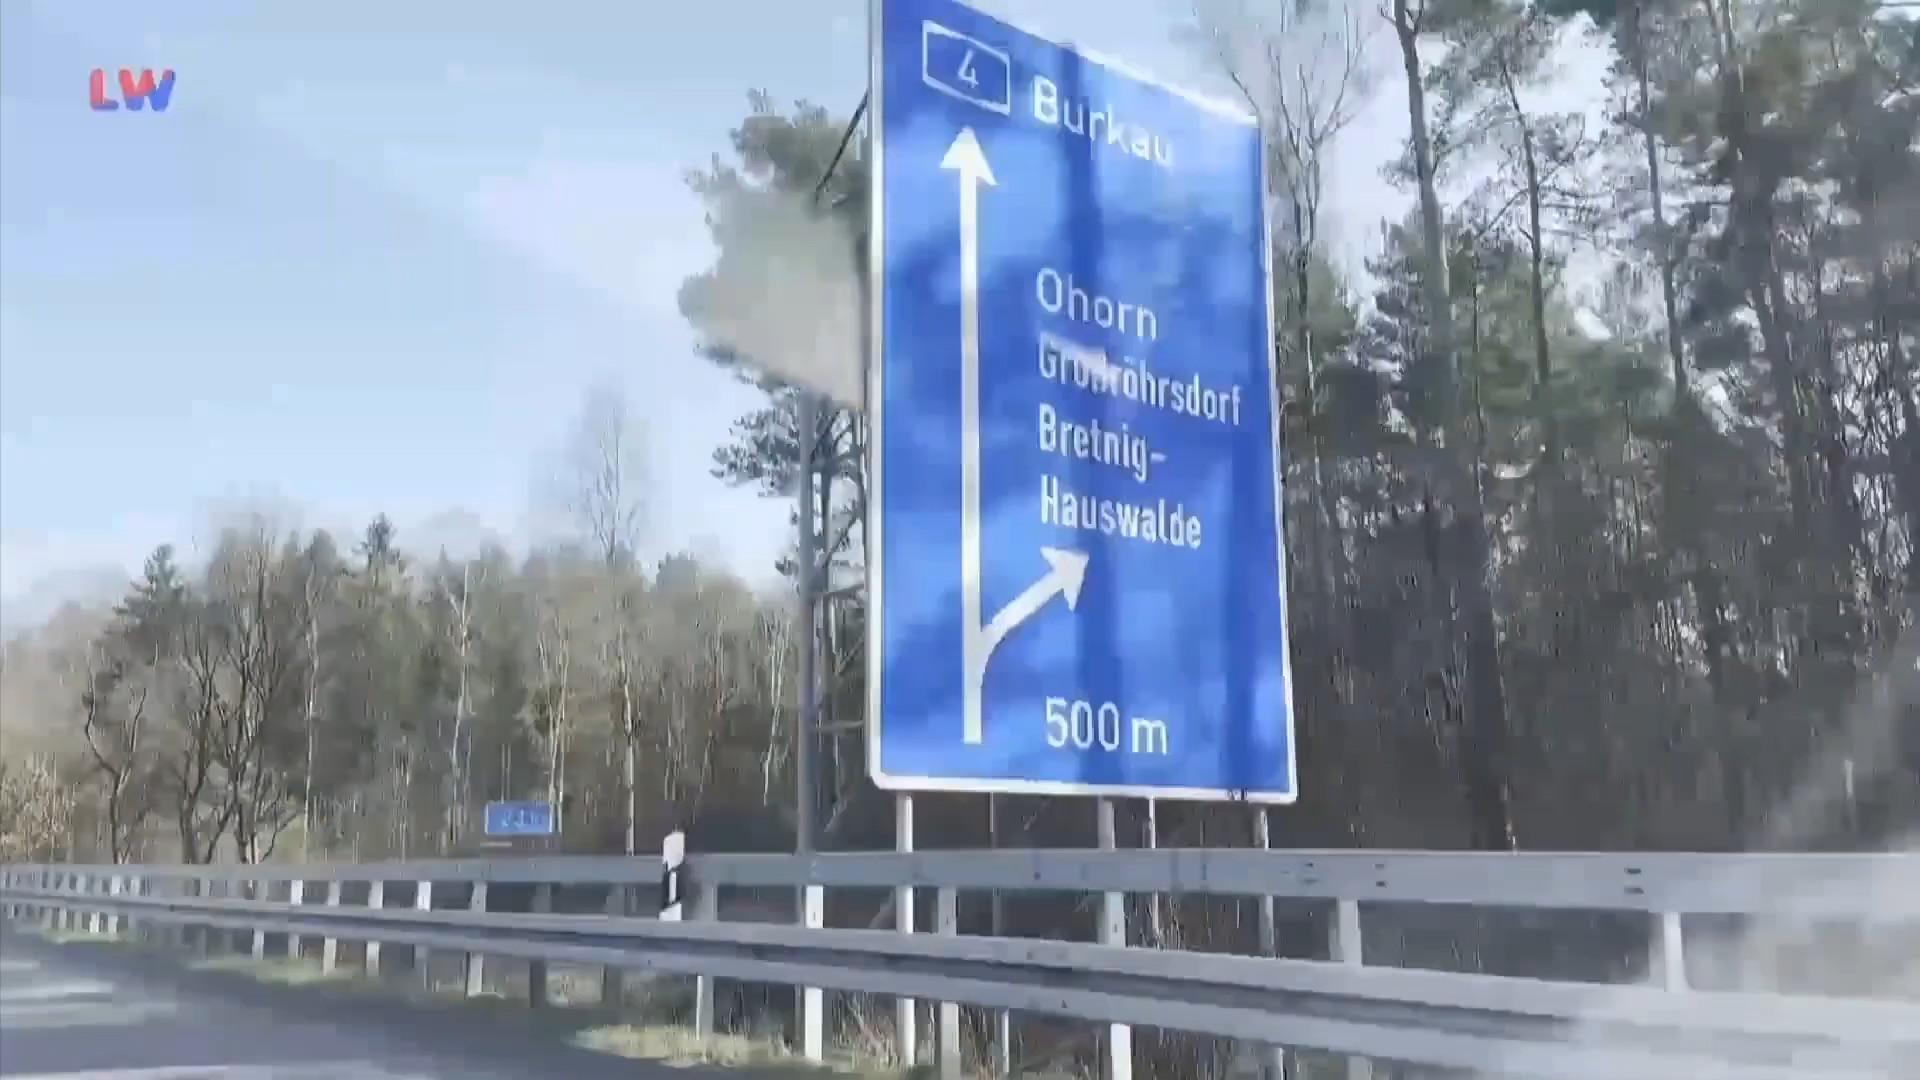 LW
4
Burkau
Ohorn
Großröhrsdorf
Bretnig-
Hauswalde
500 m